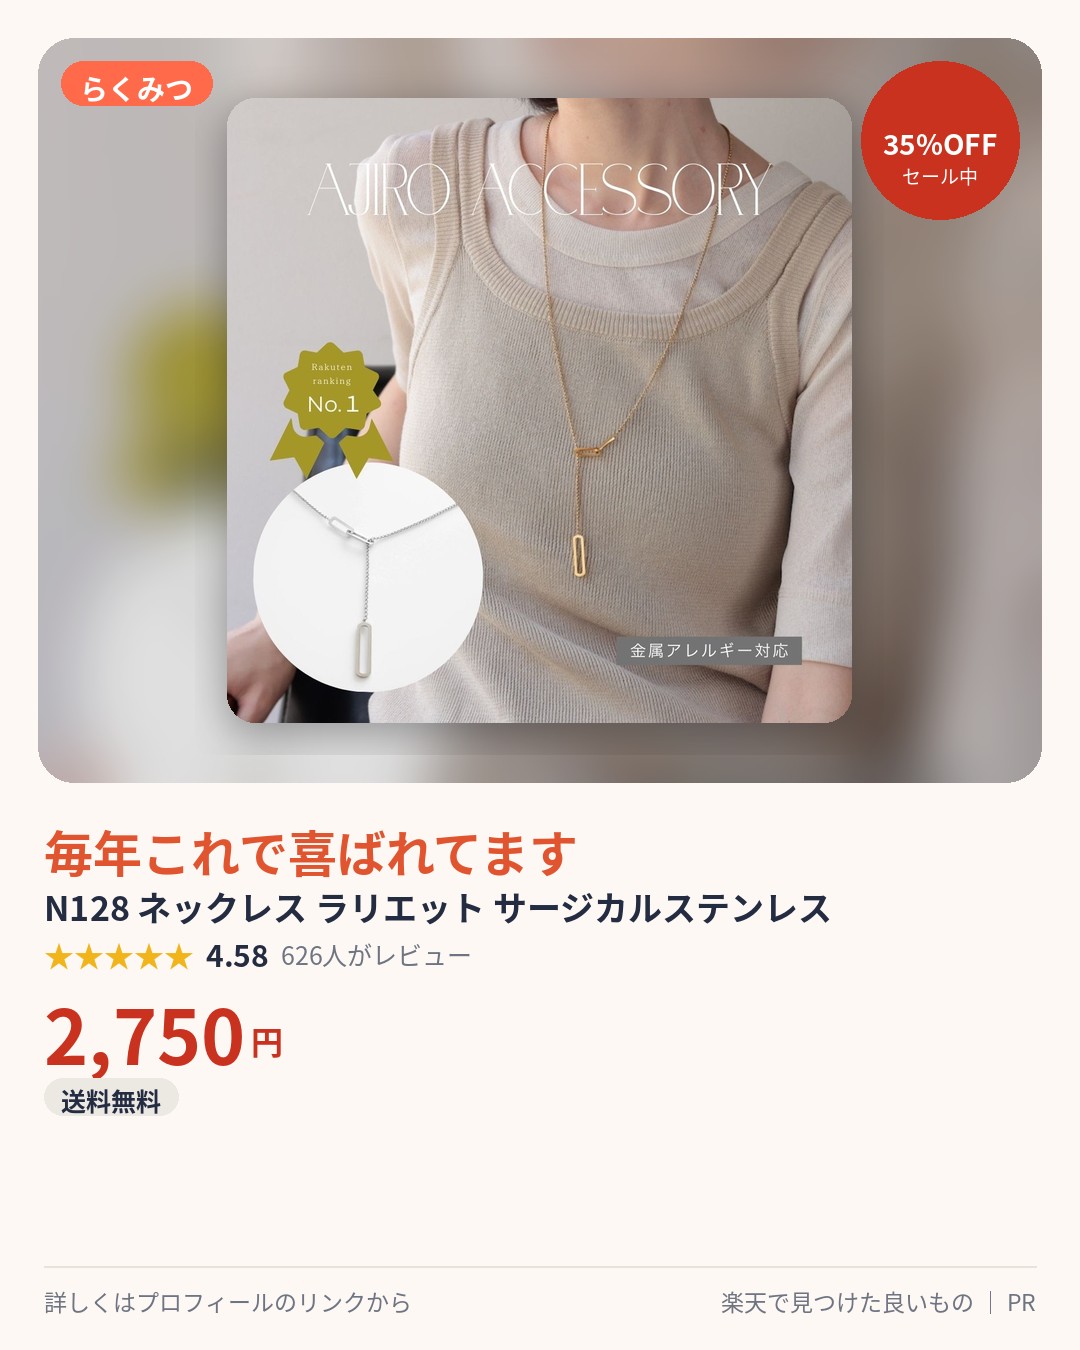 らくみつ
35%OFF
セール中
AJIRO ACCESSORY
Rakuten
ranking
No.1
金属アレルギー対応
毎年これで喜ばれてます
N128 ネックレス ラリエット サージカルステンレス
★★★★★ 4.58 626人がレビュー
2,750円
送料無料
詳しくはプロフィールのリンクから
楽天で見つけた良いもの | PR